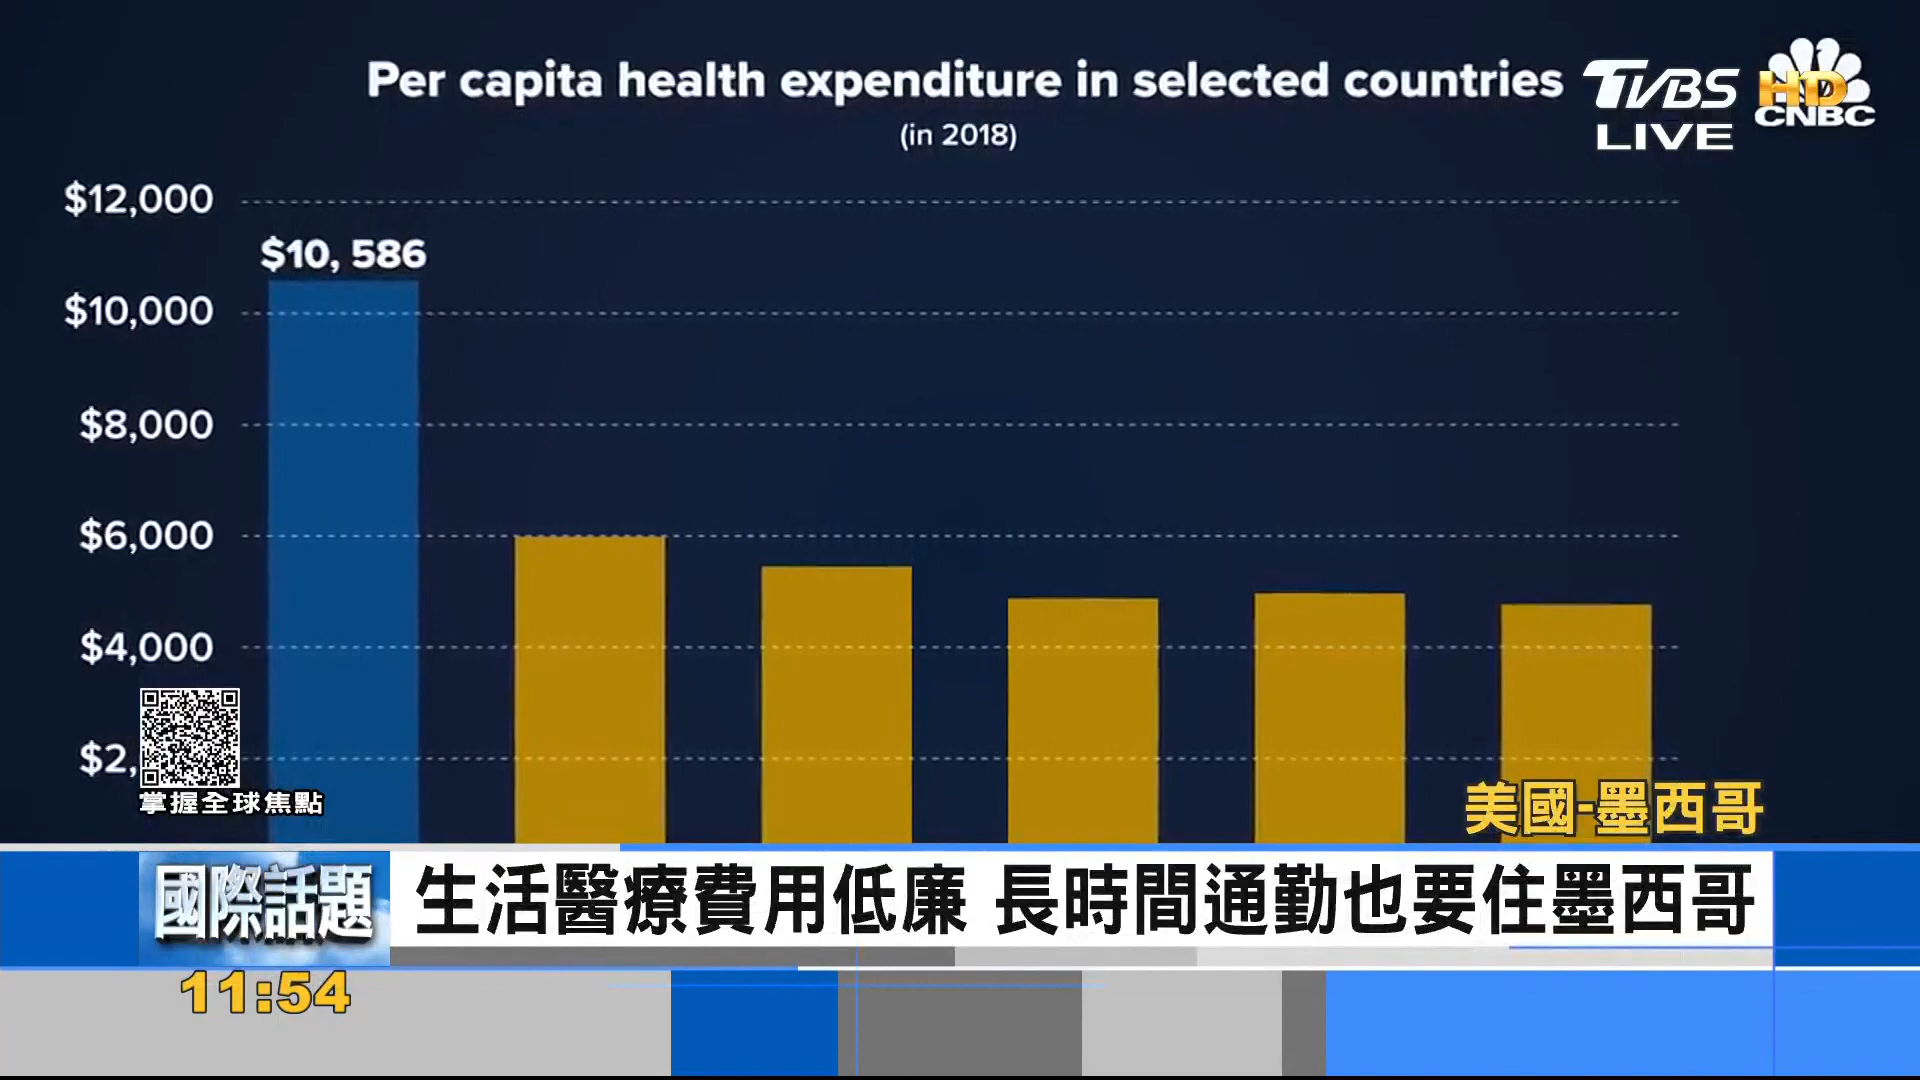 Per capita health expenditure in selected countries
(in 2018)
TVBS
LIVE
HD
CNBC
$12,000
$10, 586
$10,000
$8,000
$6,000
$4,000
$2,
掌握全球焦點
美國-墨西哥
國際話題
生活醫療費用低廉 長時間通勤也要住墨西哥
11:54